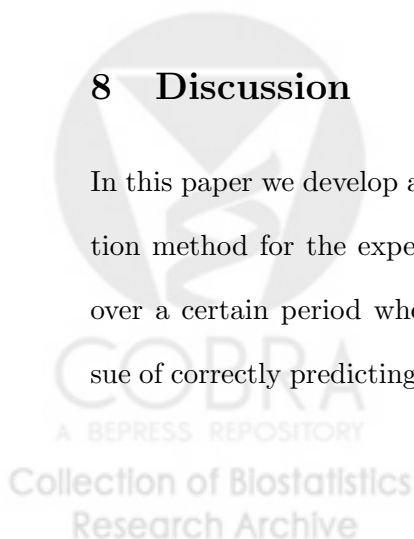 8 Discussion
In this paper we develop a
tion method for the expe
over a certain period whe
sue of correctly predicting
COBRA
A BEPRESS REPOSITORY
Collection of Biostatistics
Research Archive